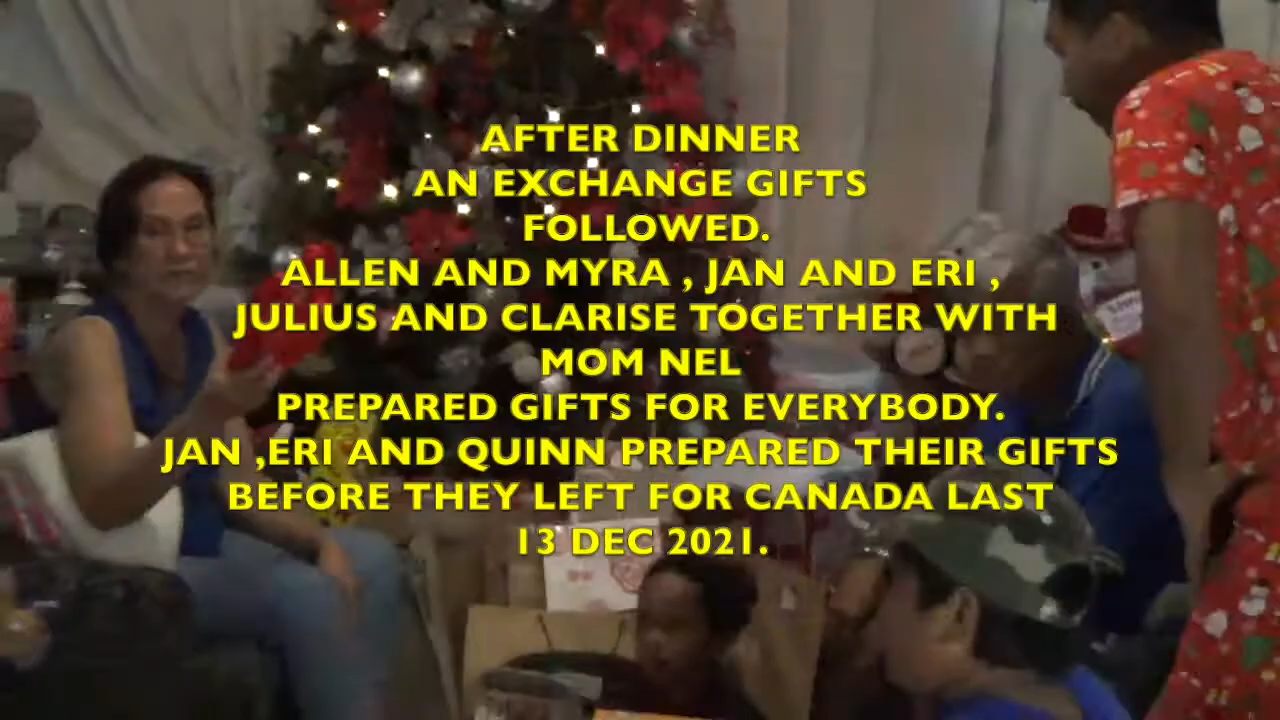 AFTER DINNER
AN EXCHANGE GIFTS
FOLLOWED.
ALLEN AND MYRA , JAN AND ERI ,
JULIUS AND CLARISE TOGETHER WITH
MOM NEL
PREPARED GIFTS FOR EVERYBODY.
JAN ,ERI AND QUINN PREPARED THEIR GIFTS
BEFORE THEY LEFT FOR CANADA LAST
13 DEC 2021.